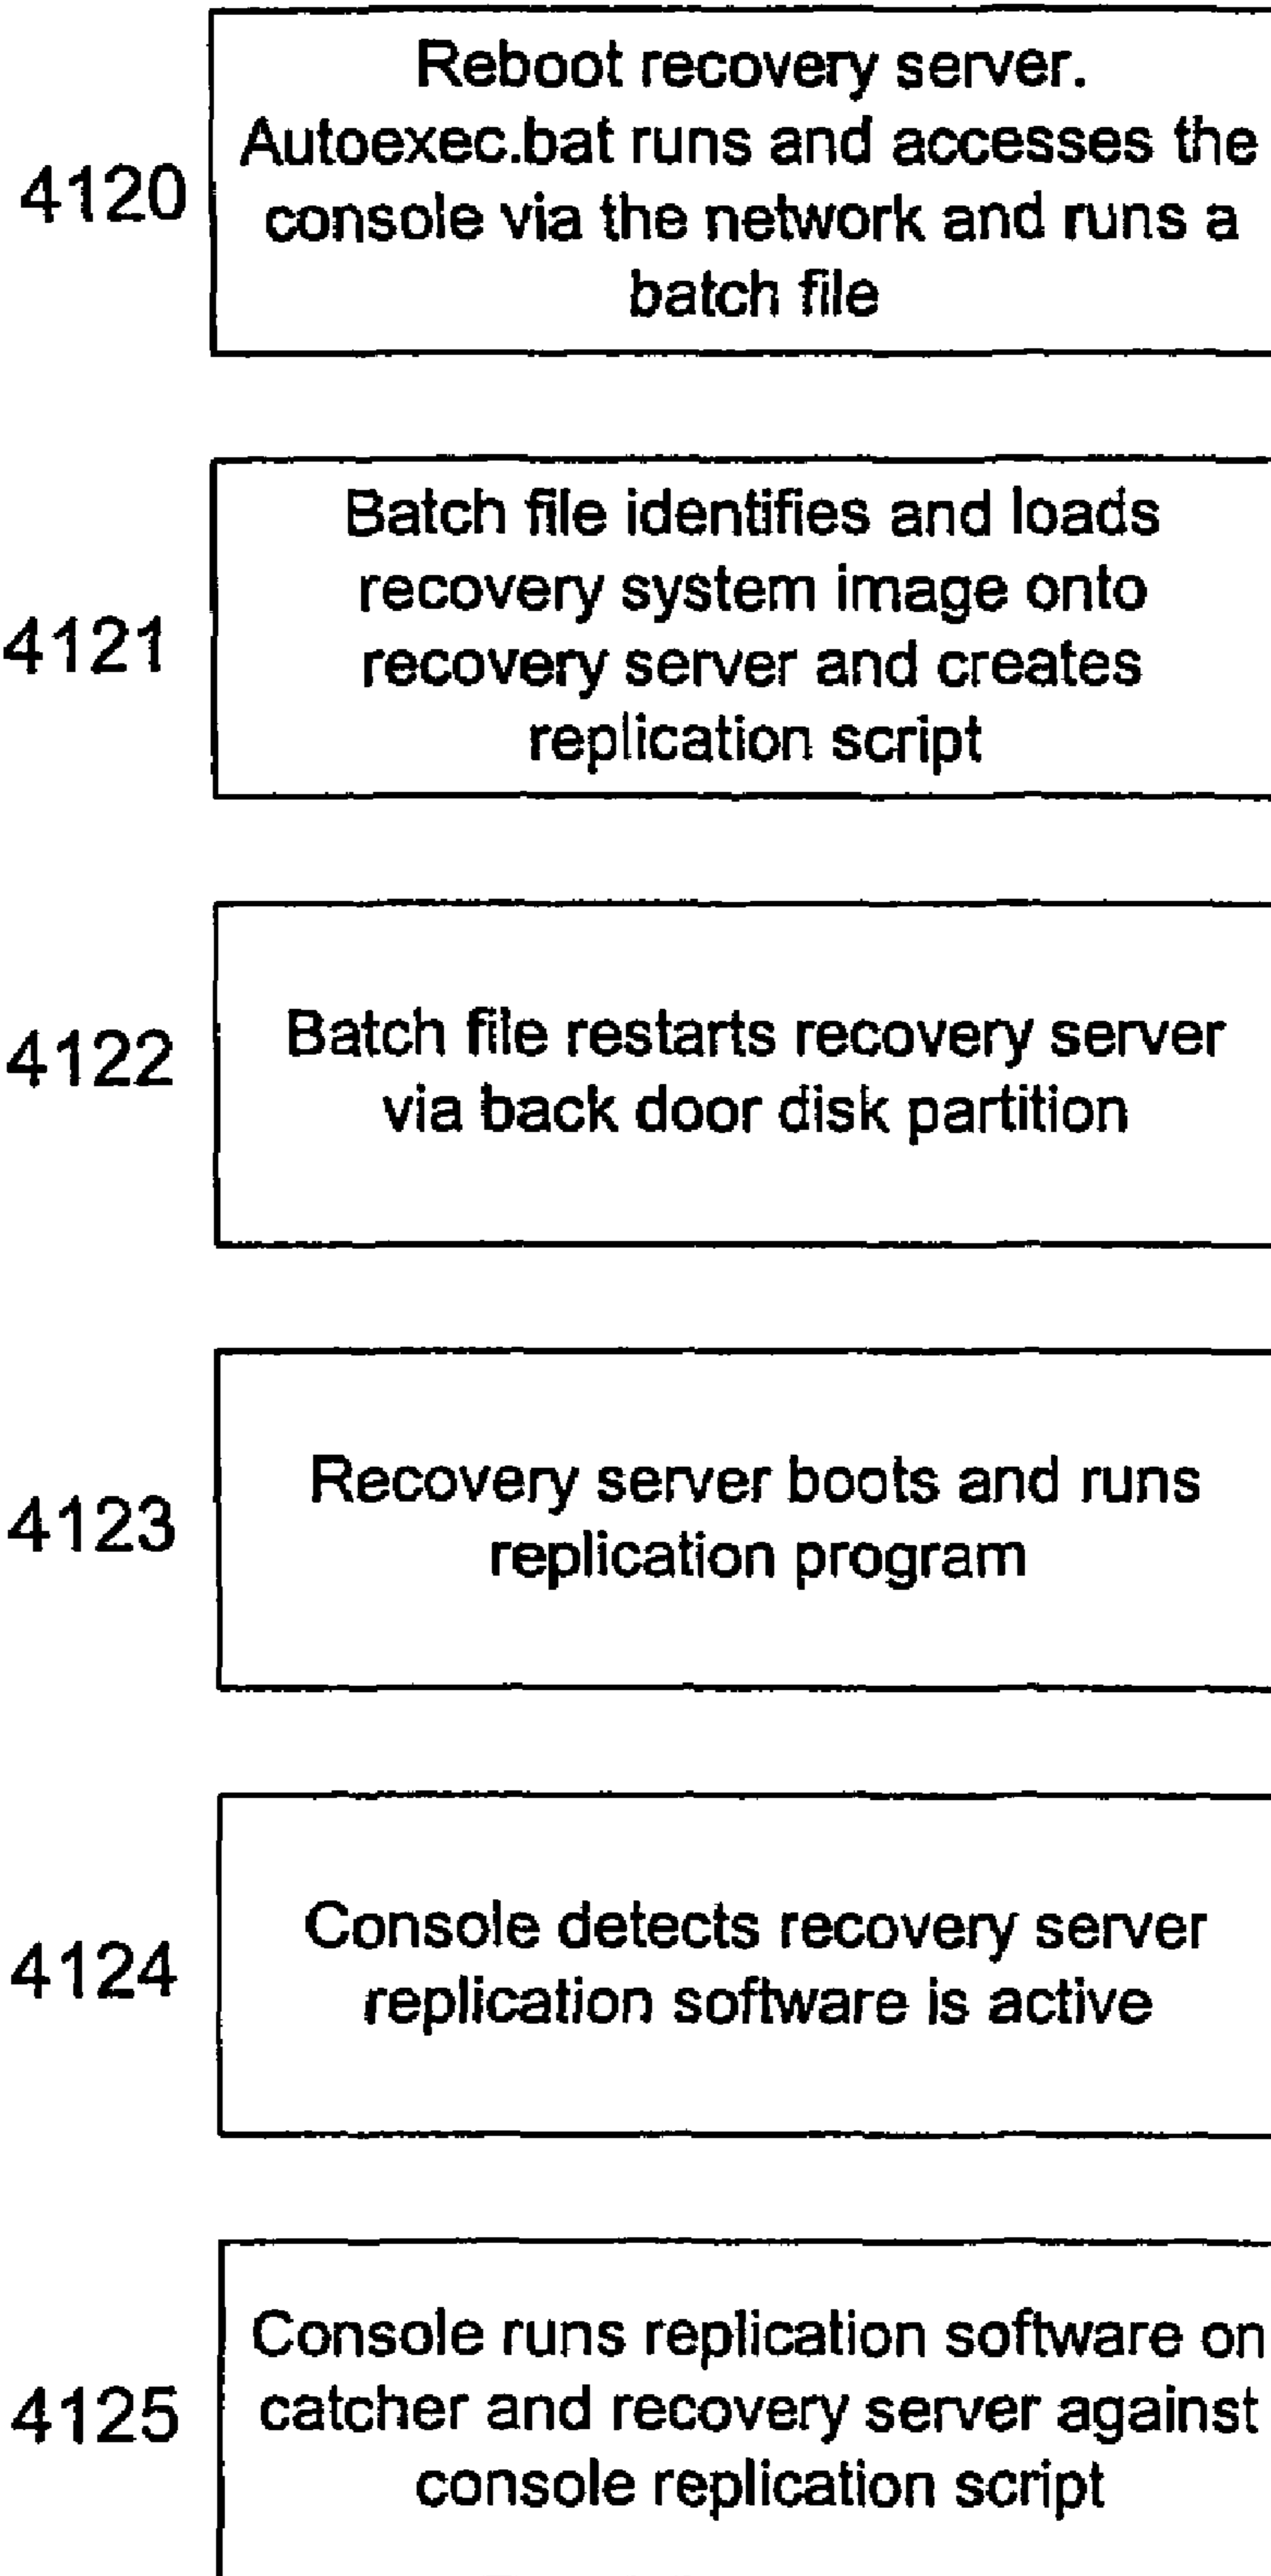 4120
Reboot recovery server.
Autoexec.bat runs and accesses the
console via the network and runs a
batch file
4121
Batch file identifies and loads
recovery system image onto
recovery server and creates
replication script
4122
Batch file restarts recovery server
via back door disk partition
4123
Recovery server boots and runs
replication program
4124
Console detects recovery server
replication software is active
4125
Console runs replication software on
catcher and recovery server against
console replication script